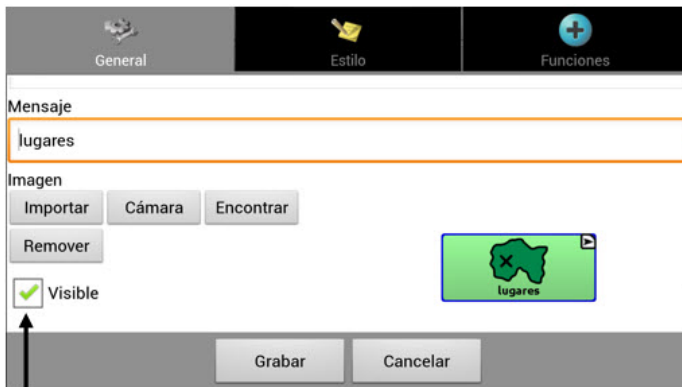 General Estilo Funciones
Mensaje
lugares
Imagen
Importar Cámara Encontrar
Remover
lugares
Visible
Grabar Cancelar